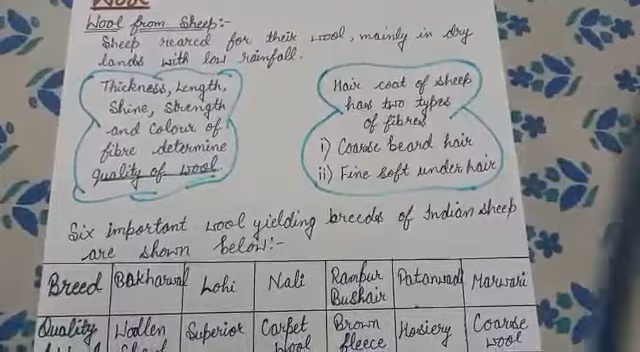 Wool
Wool from Sheep:-
Sheep reared for their wool, mainly in dry
lands with low rainfall.
Thickness, Length,
Shine, Strength
and Colour of
fibre determine
quality of wool
Hair coat of sheep
has two types
of fibres
i) Coarse beard hair
ii) Fine soft under hair
Six important wool yielding breeds of Indian sheep
are shown below:-
Breed Bakharwal Lohi Nali Rampur Bushair Patanwadi Marwari
Quality Woollen Superior Carpet wool Brown fleece Hosiery Coarse wool